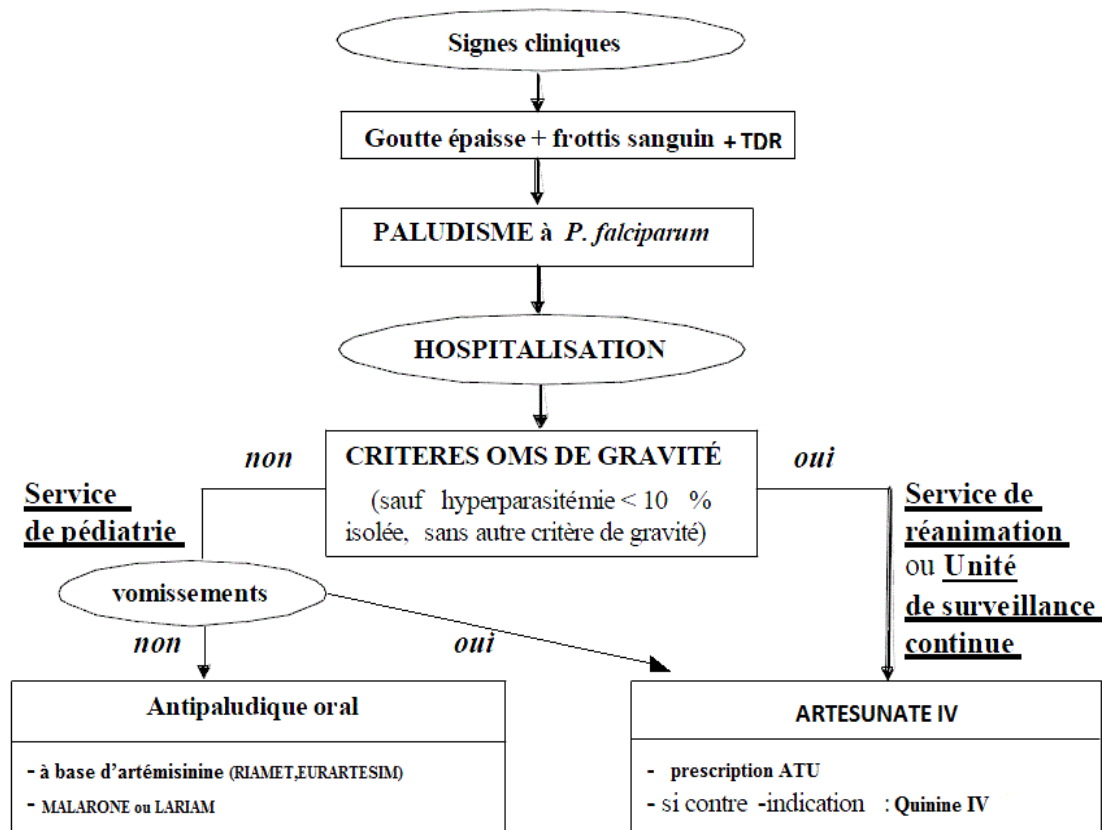 Signes cliniques
Goutte épaisse + frottis sanguin + TDR
PALUDISME à P. falciparum
HOSPITALISATION
non
CRITERES OMS DE GRAVITÉ
(sauf hyperparasitémie < 10 %
isolée, sans autre critère de gravité)
oui
Service
de pédiatrie
Service de
réanimation
ou Unité
de surveillance
continue
vomissements
non
oui
Antipaludique oral
- à base d'artémisinine (RIAMET,EURARTESIM)
- MALARONE ou LARIAM
ARTESUNATE IV
- prescription ATU
- si contre -indication : Quinine IV